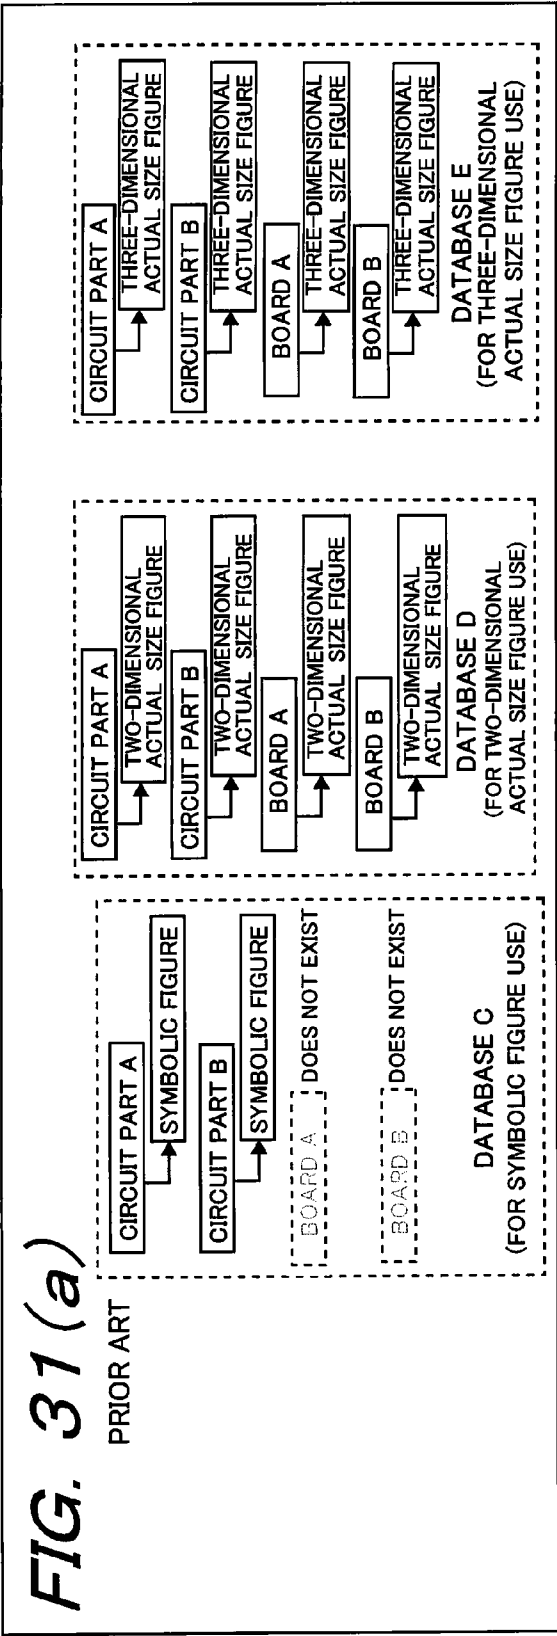 FIG. 31(a)
PRIOR ART
CIRCUIT PART A
SYMBOLIC FIGURE
CIRCUIT PART B
SYMBOLIC FIGURE
BOARD A
DOES NOT EXIST
BOARD B
DOES NOT EXIST
DATABASE C
(FOR SYMBOLIC FIGURE USE)
CIRCUIT PART A
TWO-DIMENSIONAL
ACTUAL SIZE FIGURE
CIRCUIT PART B
TWO-DIMENSIONAL
ACTUAL SIZE FIGURE
BOARD A
TWO-DIMENSIONAL
ACTUAL SIZE FIGURE
BOARD B
TWO-DIMENSIONAL
ACTUAL SIZE FIGURE
DATABASE D
(FOR TWO-DIMENSIONAL
ACTUAL SIZE FIGURE USE)
CIRCUIT PART A
THREE-DIMENSIONAL
ACTUAL SIZE FIGURE
CIRCUIT PART B
THREE-DIMENSIONAL
ACTUAL SIZE FIGURE
BOARD A
THREE-DIMENSIONAL
ACTUAL SIZE FIGURE
BOARD B
THREE-DIMENSIONAL
ACTUAL SIZE FIGURE
DATABASE E
(FOR THREE-DIMENSIONAL
ACTUAL SIZE FIGURE USE)